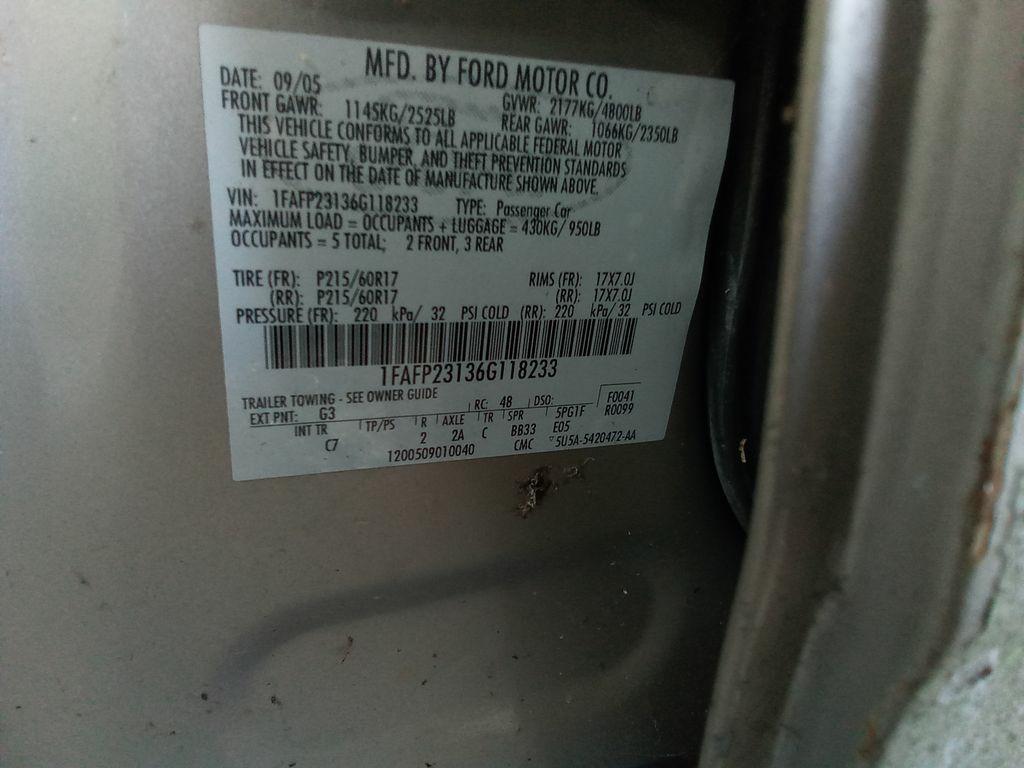 MFD. BY FORD MOTOR CO.
DATE: 09/05 GVWR: 2177KG/4800LB
FRONT GAWR: 1145KG/2525LB REAR GAWR: 1066KG/2350LB
THIS VEHICLE CONFORMS TO ALL APPLICABLE FEDERAL MOTOR
VEHICLE SAFETY, BUMPER, AND THEFT PREVENTION STANDARDS
IN EFFECT ON THE DATE OF MANUFACTURE SHOWN ABOVE.
VIN: 1FAFP23136G118233 TYPE: Passenger Car
MAXIMUM LOAD = OCCUPANTS + LUGGAGE = 430KG/ 950LB
OCCUPANTS = 5 TOTAL; 2 FRONT, 3 REAR
TIRE (FR): P215/60R17 RIMS (FR): 17X7.0J
(RR): P215/60R17 (RR): 17X7.0J
PRESSURE (FR): 220 kPa/ 32 PSI COLD (RR): 220 kPa/ 32 PSI COLD
1FAFP23136G118233
TRAILER TOWING - SEE OWNER GUIDE
EXT PNT: G3 RC: 48 DSO: F0041
INT TR TP/PS R AXLE TR SPR 5PG1F R0099
C7 2 2A C BB33 E05
1200509010040 CMC 5U5A-5420472-AA